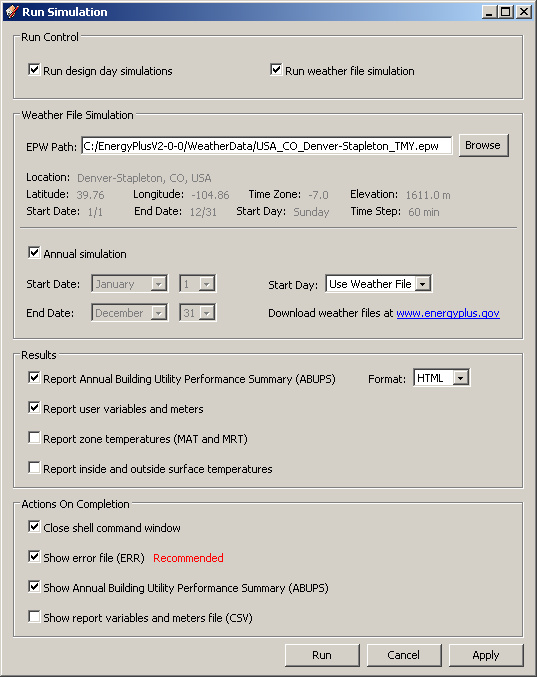 Run Simulation
Run Control
Run design day simulations Run weather file simulation
Weather File Simulation
EPW Path: C:/EnergyPlusV2-0-0/WeatherData/USA_CO_Denver-Stapleton_TMY.epw Browse
Location: Denver-Stapleton, CO, USA
Latitude: 39.76 Longitude: -104.86 Time Zone: -7.0 Elevation: 1611.0 m
Start Date: 1/1 End Date: 12/31 Start Day: Sunday Time Step: 60 min
Annual simulation
Start Date: January 1 Start Day: Use Weather File
End Date: December 31 Download weather files at www.energyplus.gov
Results
Report Annual Building Utility Performance Summary (ABUPS) Format: HTML
Report user variables and meters
Report zone temperatures (MAT and MRT)
Report inside and outside surface temperatures
Actions On Completion
Close shell command window
Show error file (ERR) Recommended
Show Annual Building Utility Performance Summary (ABUPS)
Show report variables and meters file (CSV)
Run Cancel Apply